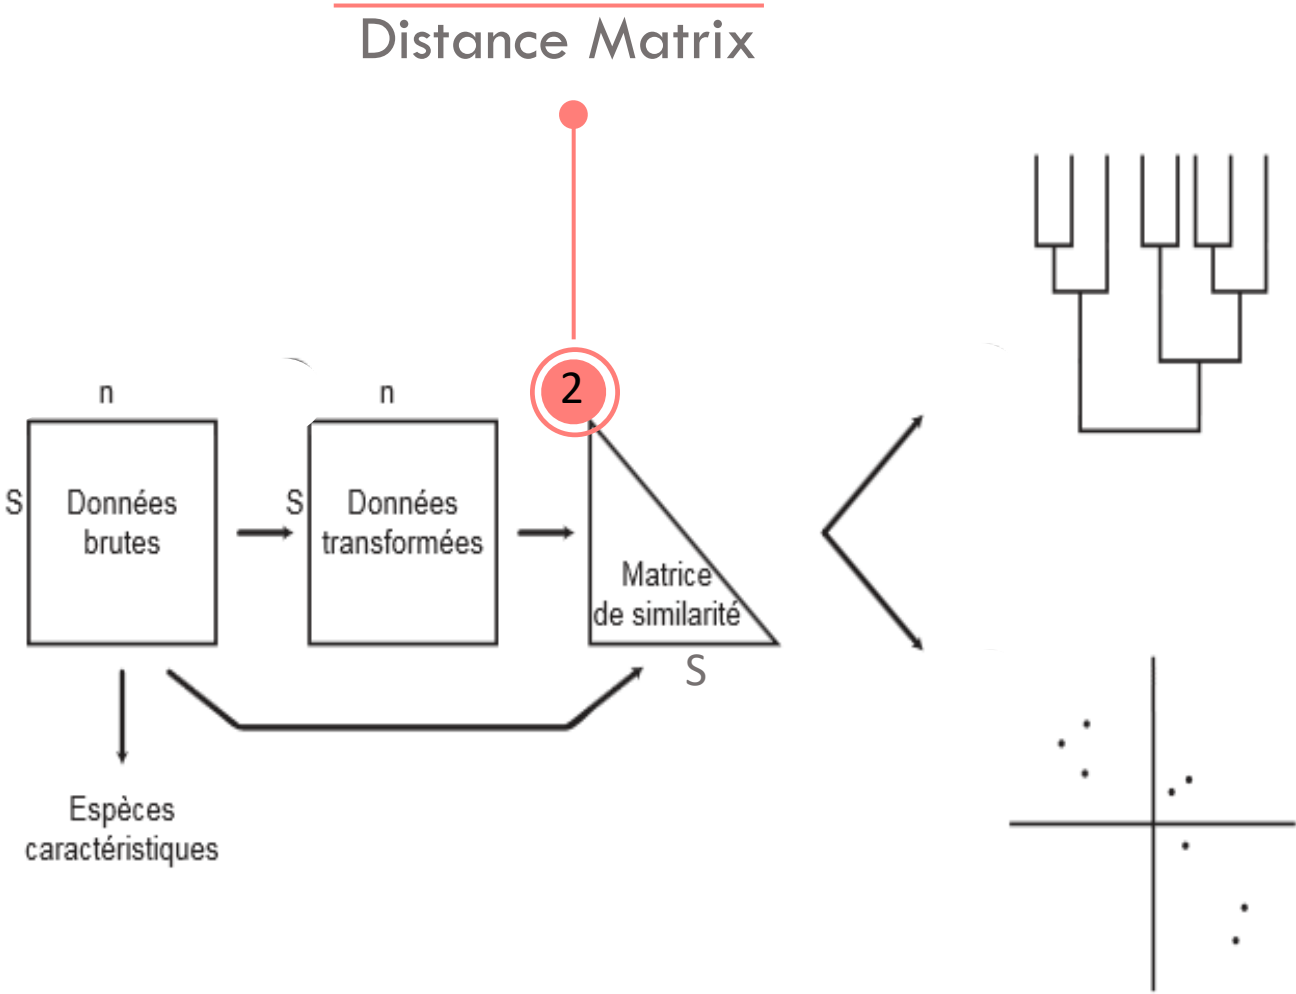 Distance Matrix
2
n
n
S
Données
brutes
S
Données
transformées
Matrice
de similarité
S
Espèces
caractéristiques